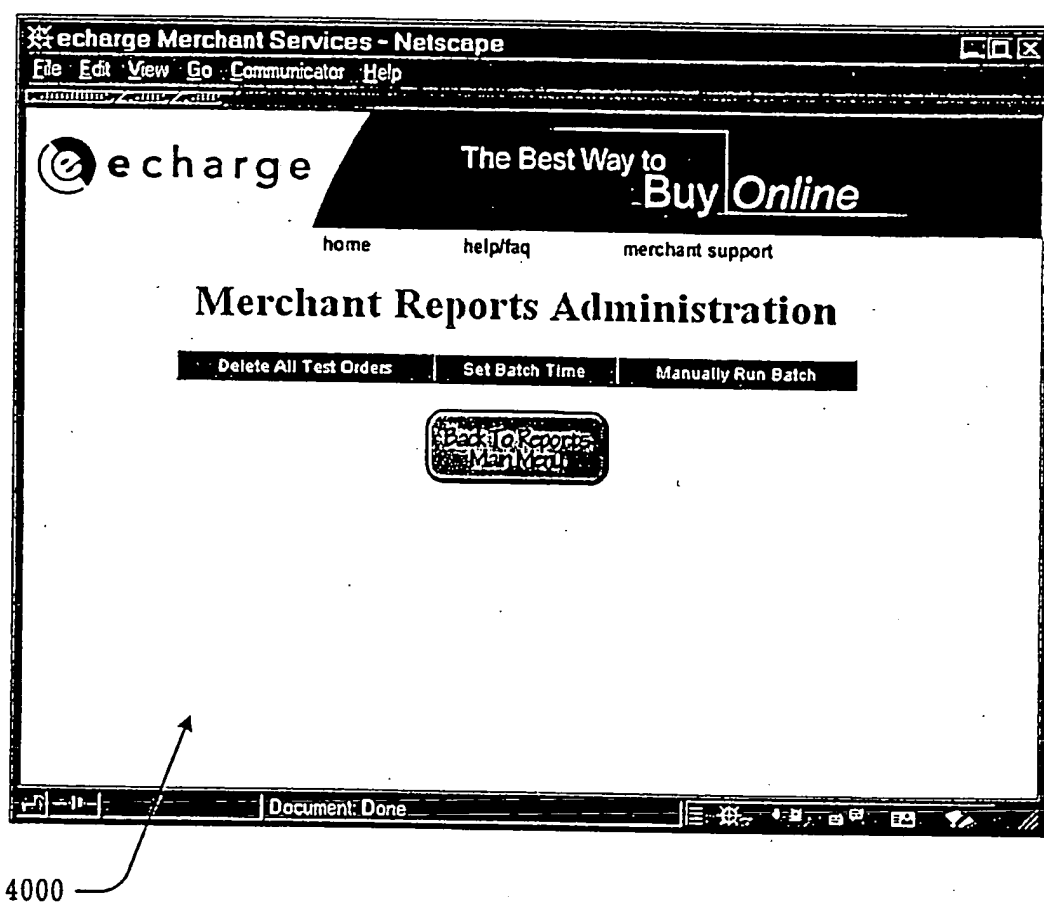 echarge Merchant Services - Netscape
File Edit View Go Communicator Help
echarge
The Best Way to
Buy Online
home help/faq merchant support
Merchant Reports Administration
Delete All Test Orders Set Batch Time Manually Run Batch
Back To Reports
Main Menu
Document: Done
4000